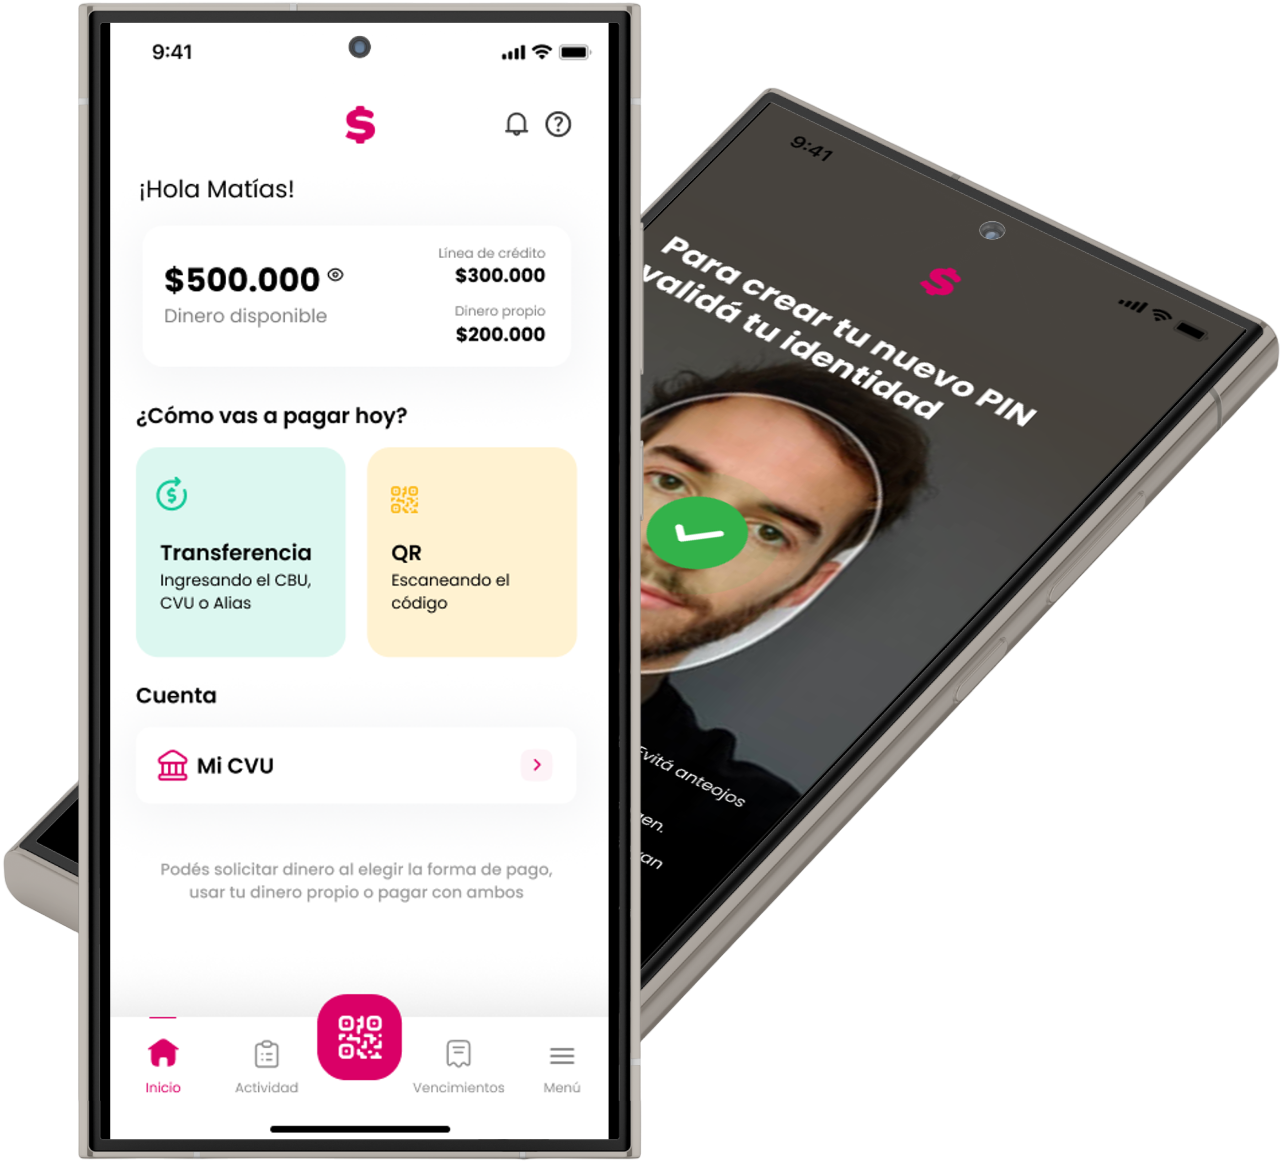 9:41
$
¡Hola Matías!
$500.000
Dinero disponible
Línea de crédito
$300.000
Dinero propio
$200.000
¿Cómo vas a pagar hoy?
Transferencia
Ingresando el CBU,
CVU o Alias
QR
Escaneando el
código
Cuenta
Mi CVU
Podés solicitar dinero al elegir la forma de pago,
usar tu dinero propio o pagar con ambos
Inicio
Actividad
Vencimientos
Menú
9:41
$
Para crear tu nuevo PIN
validá tu identidad
Evitá anteojos